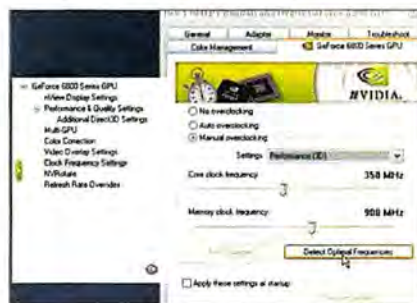 General Adapter Monitor Troubleshoot
Color Management GeForce 6800 Series GPU
NVIDIA.
GeForce 6800 Series GPU
nView Display Settings
Performance & Quality Settings
Additional Direct3D Settings
Multi-GPU
Color Correction
Video Overlay Settings
Clock Frequency Settings
NVRotate
Refresh Rate Overrides
No overclocking
Auto overclocking
Manual overclocking
Settings: Performance (3D)
Core clock frequency: 350 MHz
Memory clock frequency: 900 MHz
Detect Optimal Frequencies
Apply these settings at startup